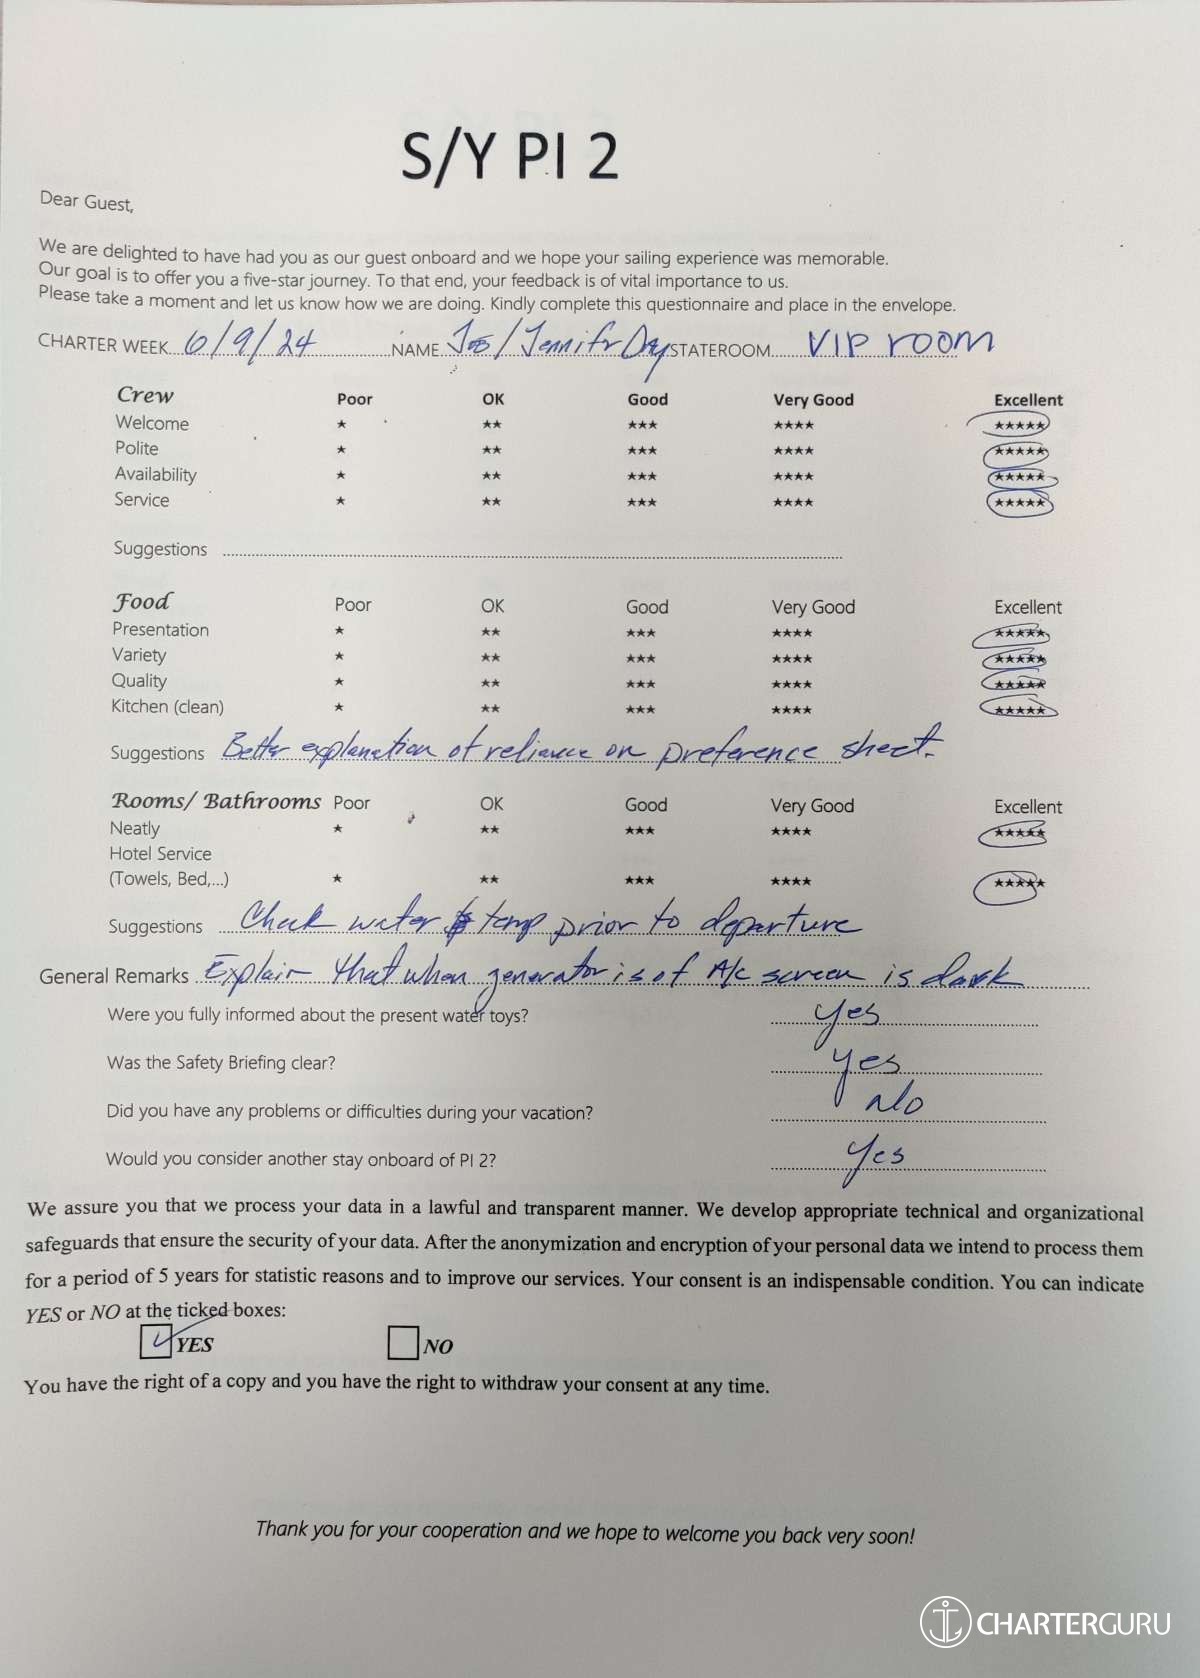 S/Y PI 2
Dear Guest,
We are delighted to have had you as our guest onboard and we hope your sailing experience was memorable.
Our goal is to offer you a five-star journey. To that end, your feedback is of vital importance to us.
Please take a moment and let us know how we are doing. Kindly complete this questionnaire and place in the envelope.
CHARTER WEEK 6/9/24 NAME Joe/Jennifr Day STATEROOM VIP room
Crew Poor OK Good Very Good Excellent
Welcome ★ ★★ ★★★ ★★★★ ★★★★★
Polite ★ ★★ ★★★ ★★★★ ★★★★★
Availability ★ ★★ ★★★ ★★★★ ★★★★★
Service ★ ★★ ★★★ ★★★★ ★★★★★
Suggestions
Food Poor OK Good Very Good Excellent
Presentation ★ ★★ ★★★ ★★★★ ★★★★★
Variety ★ ★★ ★★★ ★★★★ ★★★★★
Quality ★ ★★ ★★★ ★★★★ ★★★★★
Kitchen (clean) ★ ★★ ★★★ ★★★★ ★★★★★
Suggestions Better explanation of reliance on preference sheet.
Rooms/ Bathrooms Poor OK Good Very Good Excellent
Neatly ★ ★★ ★★★ ★★★★ ★★★★★
Hotel Service
(Towels, Bed,...) ★ ★★ ★★★ ★★★★ ★★★★★
Suggestions Check water temp prior to departure
General Remarks Explain that when generator is of A/c screen is dark
Were you fully informed about the present water toys? yes
Was the Safety Briefing clear? yes
Did you have any problems or difficulties during your vacation? No
Would you consider another stay onboard of PI 2? Yes
We assure you that we process your data in a lawful and transparent manner. We develop appropriate technical and organizational
safeguards that ensure the security of your data. After the anonymization and encryption of your personal data we intend to process them
for a period of 5 years for statistic reasons and to improve our services. Your consent is an indispensable condition. You can indicate
YES or NO at the ticked boxes:
YES NO
You have the right of a copy and you have the right to withdraw your consent at any time.
Thank you for your cooperation and we hope to welcome you back very soon!
CHARTERGURU